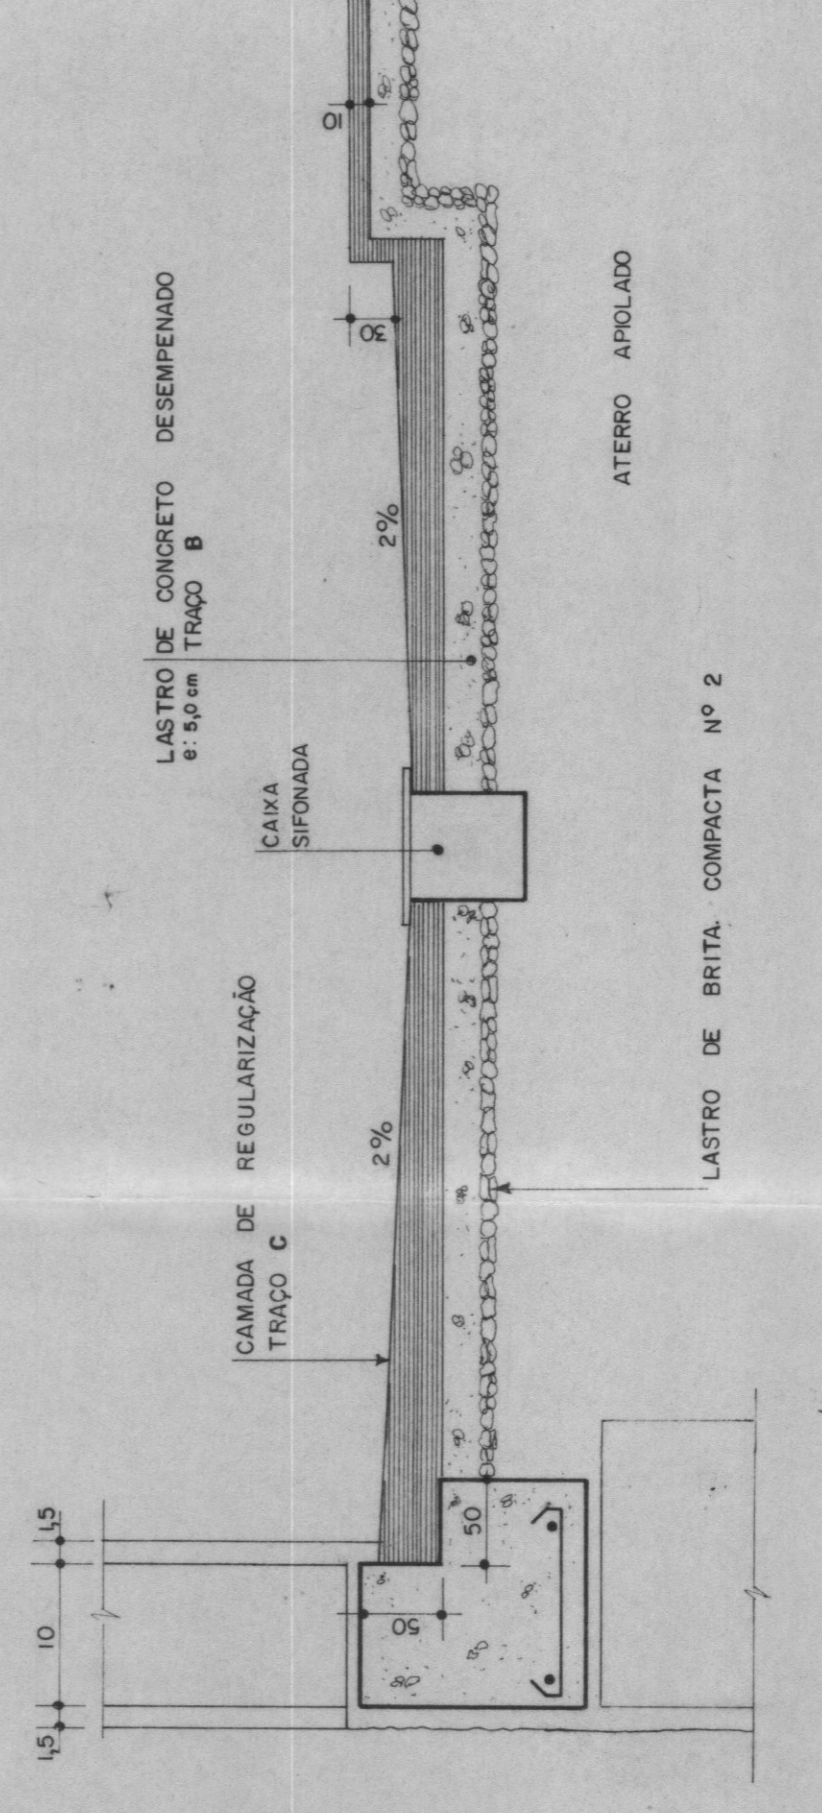 1,5
10
1,5
CAMADA DE REGULARIZAÇÃO
TRAÇO C
CAIXA
SIFONADA
LASTRO DE CONCRETO DESEMPENADO
e: 5,0 cm TRAÇO B
10
30
2%
2%
50
50
ATERRO APIOLADO
LASTRO DE BRITA. COMPACTA Nº 2